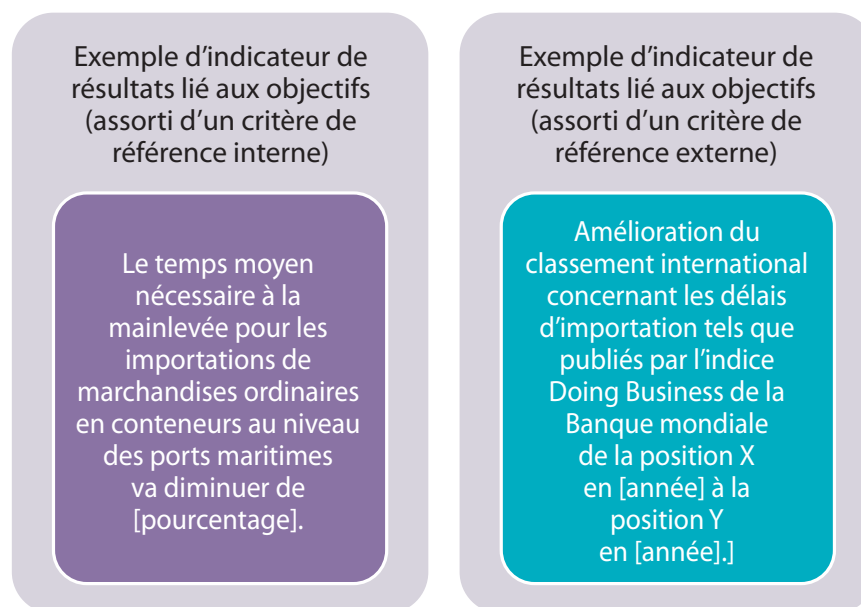 Exemple d’indicateur de
résultats lié aux objectifs
(assorti d’un critère de
référence interne)
Le temps moyen
nécessaire à la
mainlevée pour les
importations de
marchandises ordinaires
en conteneurs au niveau
des ports maritimes
va diminuer de
[pourcentage].
Exemple d’indicateur de
résultats lié aux objectifs
(assorti d’un critère de
référence externe)
Amélioration du
classement international
concernant les délais
d’importation tels que
publiés par l’indice
Doing Business de la
Banque mondiale
de la position X
en [année] à la
position Y
en [année].]